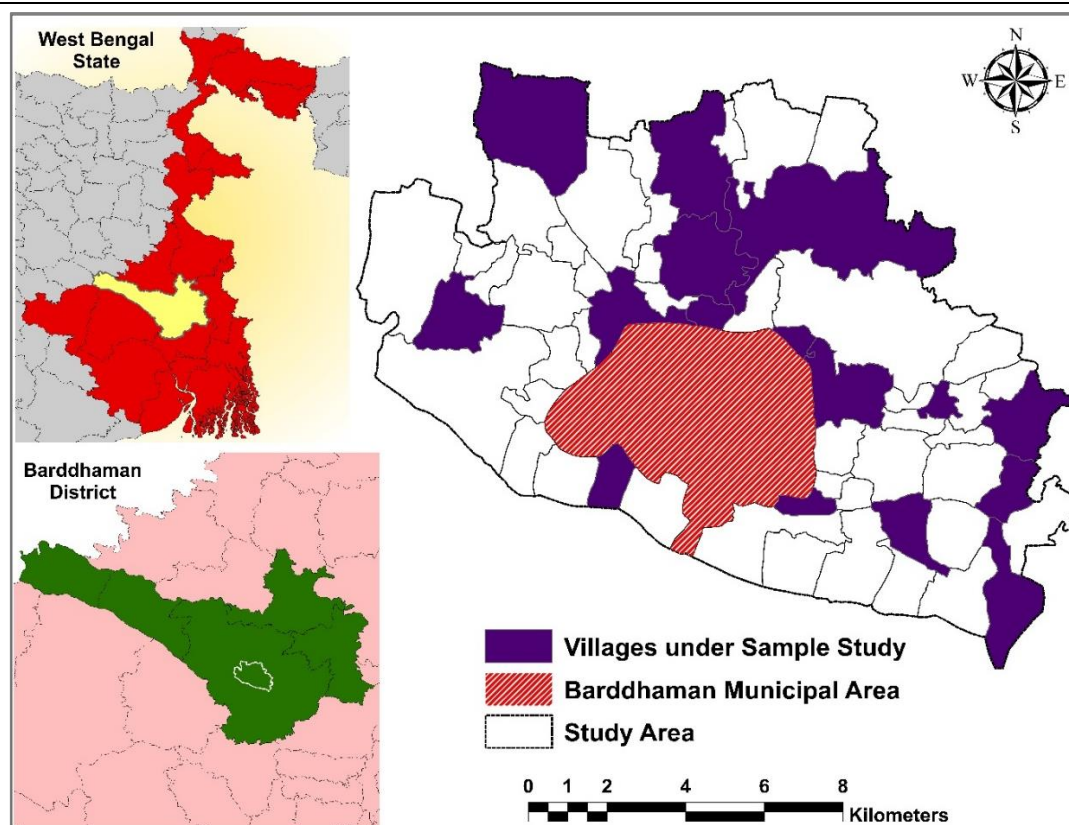 West Bengal
State
N
W
E
S
Barddhaman
District
Villages under Sample Study
Barddhaman Municipal Area
Study Area
0 1 2 4 6 8
Kilometers